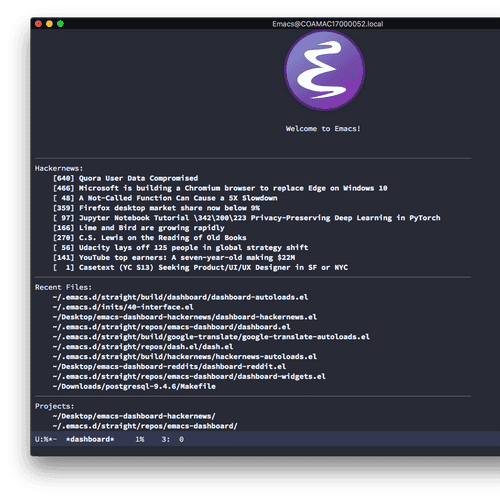 Emacs@COAMAC17000052.local
Welcome to Emacs!
Hackernews:
[640] Quora User Data Compromised
[466] Microsoft is building a Chromium browser to replace Edge on Windows 10
[ 48] A Not-Called Function Can Cause a 5X Slowdown
[359] Firefox desktop market share now below 9%
[ 97] Jupyter Notebook Tutorial \342\200\223 Privacy-Preserving Deep Learning in PyTorch
[166] Lime and Bird are growing rapidly
[270] C.S. Lewis on the Reading of Old Books
[ 56] Udacity lays off 125 people in global strategy shift
[141] YouTube top earners: A seven-year-old making $22M
[  1] Casetext (YC S13) Seeking Product/UI/UX Designer in SF or NYC
Recent Files:
~/.emacs.d/straight/build/dashboard/dashboard-autoloads.el
~/.emacs.d/inits/40-interface.el
~/Desktop/emacs-dashboard-hackernews/dashboard-hackernews.el
~/.emacs.d/straight/repos/emacs-dashboard/dashboard.el
~/.emacs.d/straight/build/google-translate/google-translate-autoloads.el
~/.emacs.d/straight/repos/dash.el/dash.el
~/.emacs.d/straight/build/hackernews/hackernews-autoloads.el
~/Desktop/emacs-dashboard-reddits/dashboard-reddit.el
~/.emacs.d/straight/repos/emacs-dashboard/dashboard-widgets.el
~/Downloads/postgresql-9.4.6/Makefile
Projects:
~/Desktop/emacs-dashboard-hackernews/
~/.emacs.d/straight/repos/emacs-dashboard/
U:%*-  *dashboard*    1%    3:  0